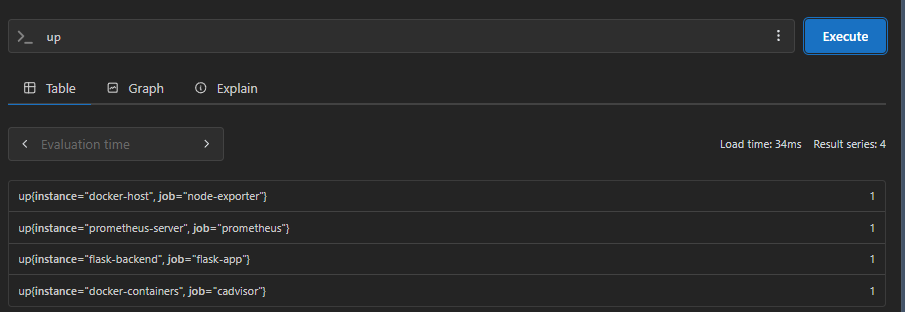 >_ up
Execute
Table Graph Explain
< Evaluation time >
Load time: 34ms Result series: 4
up{instance="docker-host", job="node-exporter"} 1
up{instance="prometheus-server", job="prometheus"} 1
up{instance="flask-backend", job="flask-app"} 1
up{instance="docker-containers", job="cadvisor"} 1